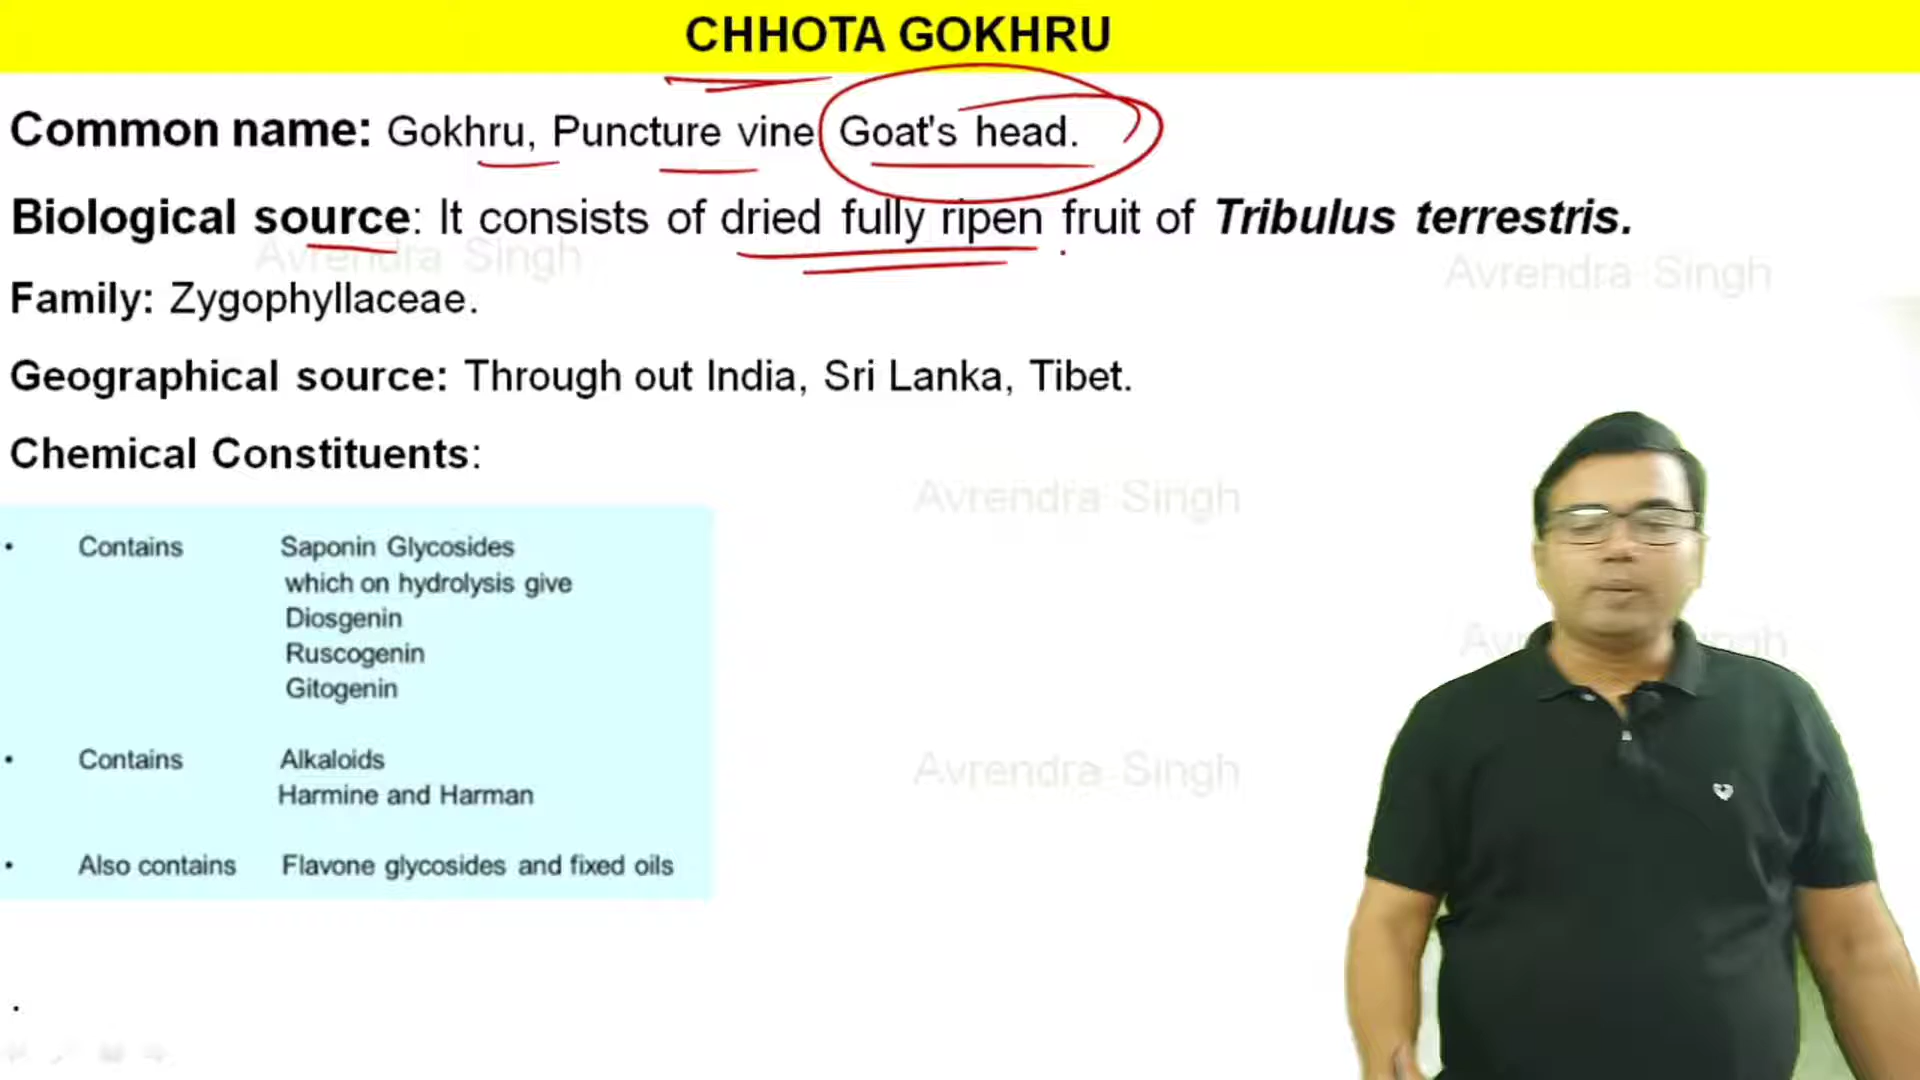 CHHOTA GOKHRU
Common name: Gokhru, Puncture vine Goat's head.
Biological source: It consists of dried fully ripen fruit of Tribulus terrestris.
Avrendra Singh
Avrendra Singh
Family: Zygophyllaceae.
Geographical source: Through out India, Sri Lanka, Tibet.
Chemical Constituents:
Avrendra Singh
• Contains Saponin Glycosides
which on hydrolysis give
Diosgenin
Ruscogenin
Gitogenin
• Contains Alkaloids
Harmine and Harman
Avrendra Singh
• Also contains Flavone glycosides and fixed oils
.